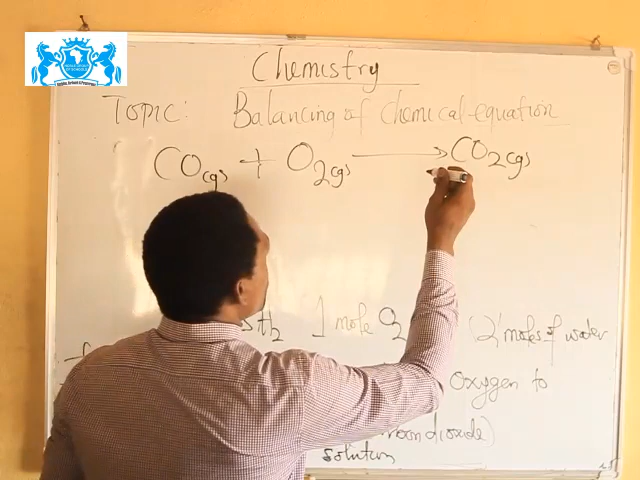 Chemistry
Topic: Balancing of chemical equation
CO(g) + O2(g) → CO2(g)
H2 1 mole O2 (2 moles of water
Oxygen to
dioxide)
solution